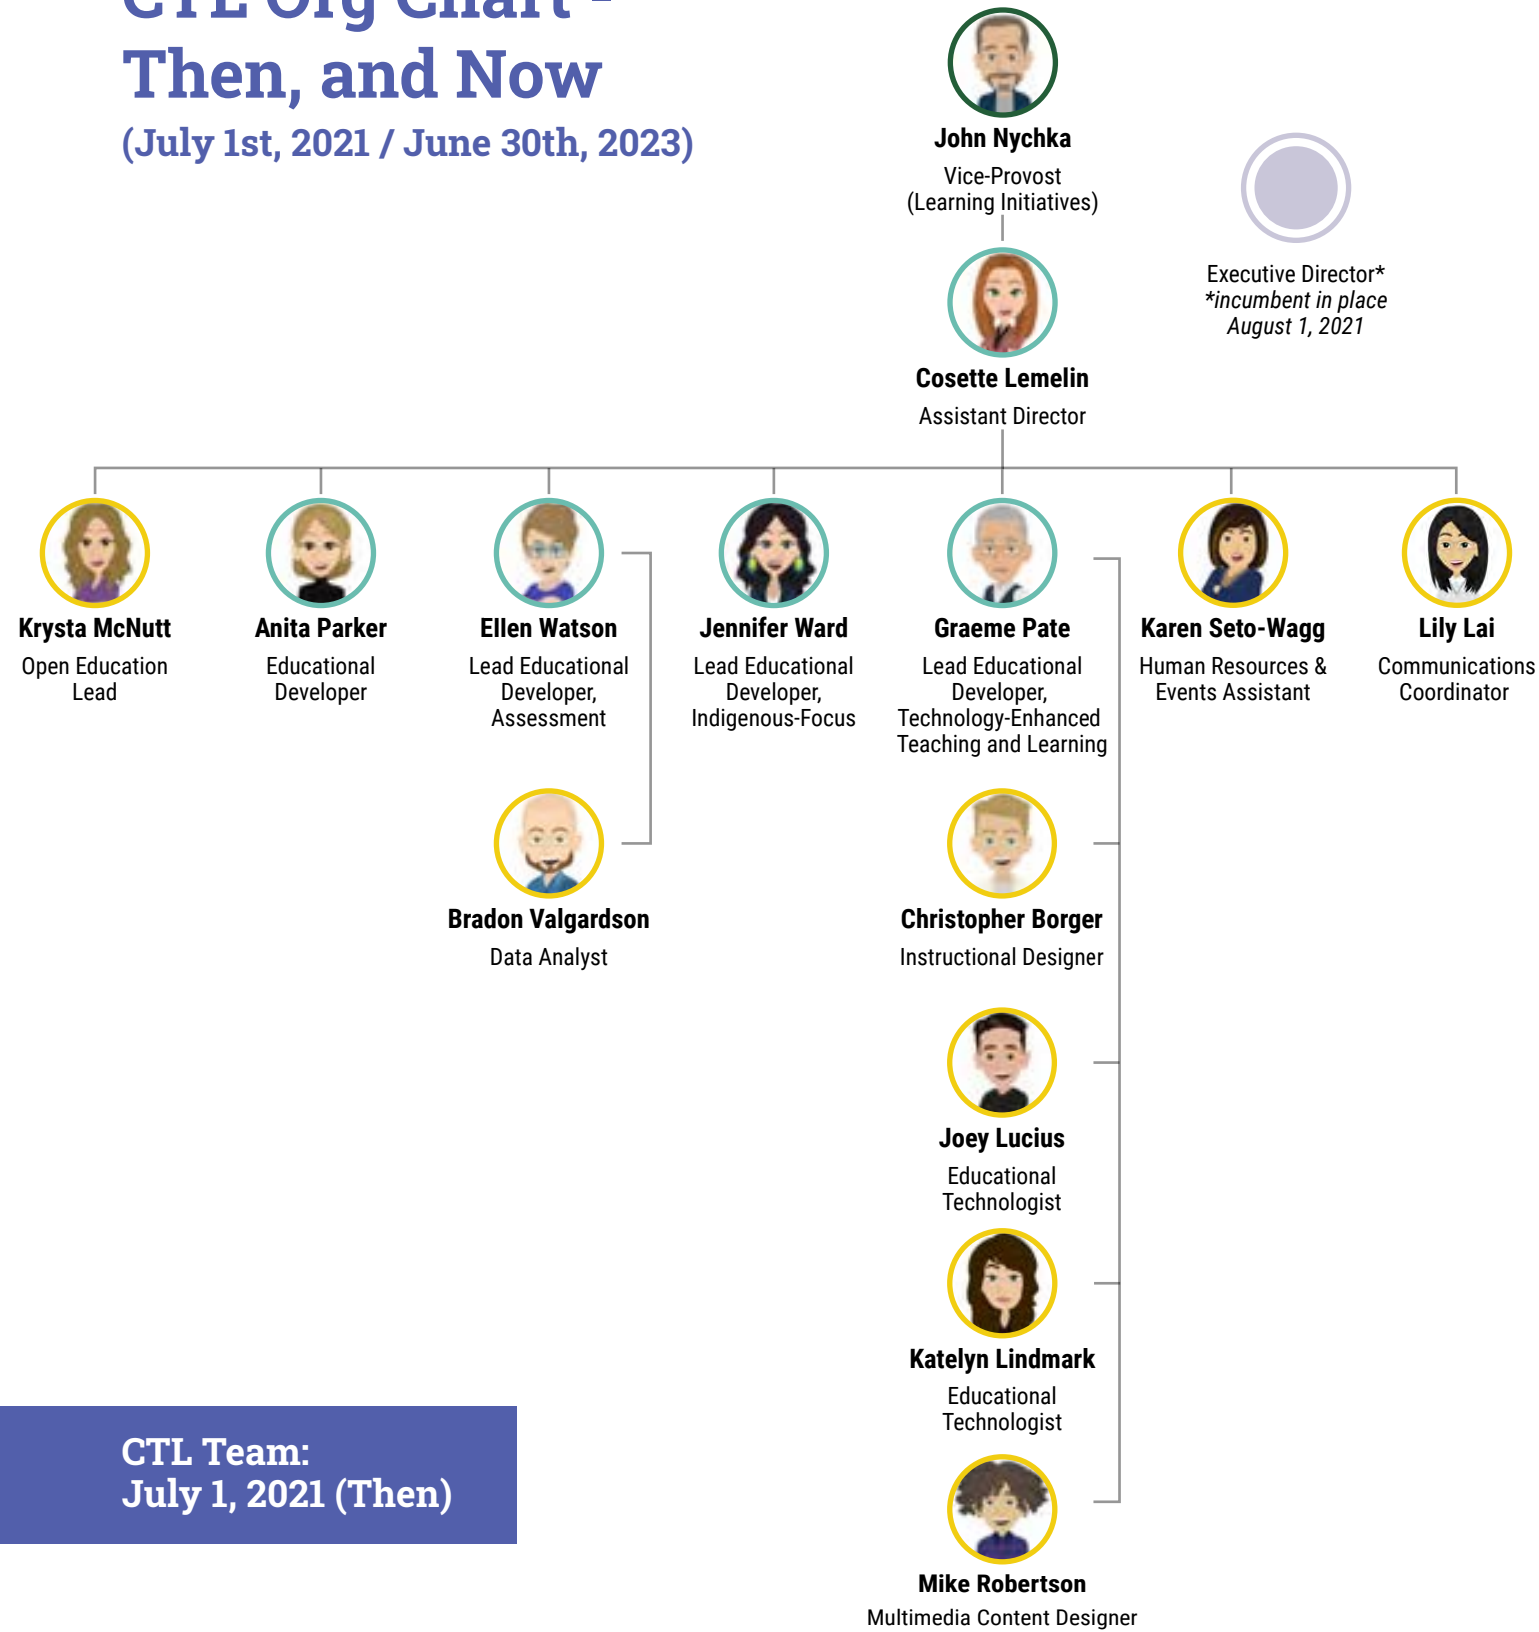 CTL Org Chart -
Then, and Now
(July 1st, 2021 / June 30th, 2023)
John Nychka
Vice-Provost
(Learning Initiatives)
Executive Director*
*incumbent in place
August 1, 2021
Cosette Lemelin
Assistant Director
Krysta McNutt
Open Education
Lead
Anita Parker
Educational
Developer
Ellen Watson
Lead Educational
Developer,
Assessment
Jennifer Ward
Lead Educational
Developer,
Indigenous-Focus
Graeme Pate
Lead Educational
Developer,
Technology-Enhanced
Teaching and Learning
Karen Seto-Wagg
Human Resources &
Events Assistant
Lily Lai
Communications
Coordinator
Bradon Valgardson
Data Analyst
Christopher Borger
Instructional Designer
Joey Lucius
Educational
Technologist
Katelyn Lindmark
Educational
Technologist
Mike Robertson
Multimedia Content Designer
CTL Team:
July 1, 2021 (Then)